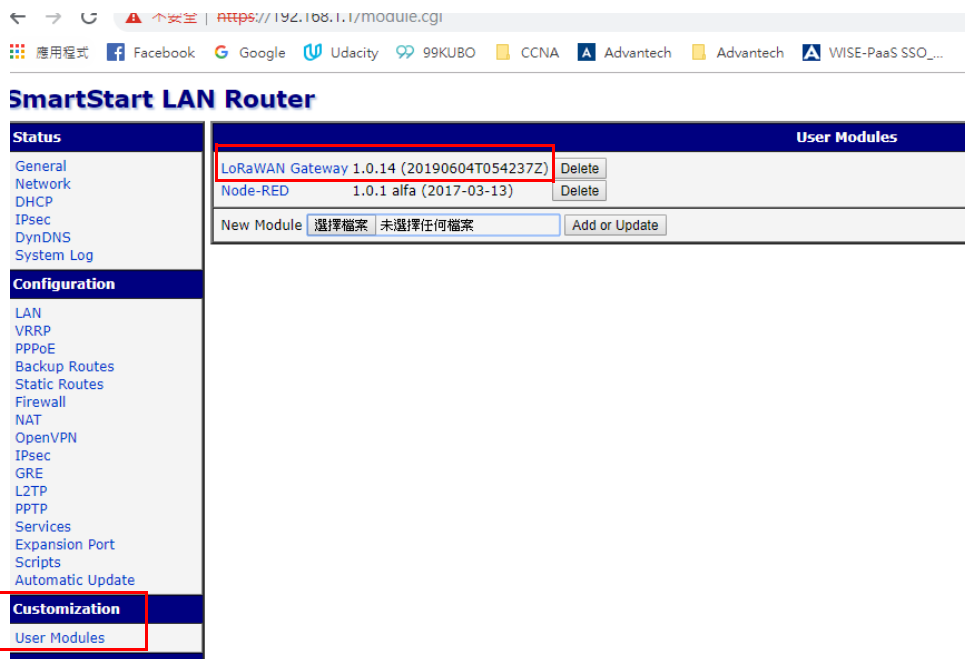 不安全 | https://192.168.1.1/module.cgi
應用程式 Facebook Google Udacity 99KUBO CCNA Advantech Advantech WISE-PaaS SSO_...
SmartStart LAN Router
Status
General
Network
DHCP
IPsec
DynDNS
System Log
Configuration
LAN
VRRP
PPPoE
Backup Routes
Static Routes
Firewall
NAT
OpenVPN
IPsec
GRE
L2TP
PPTP
Services
Expansion Port
Scripts
Automatic Update
Customization
User Modules
User Modules
LoRaWAN Gateway 1.0.14 (20190604T054237Z) Delete
Node-RED 1.0.1 alfa (2017-03-13) Delete
New Module 選擇檔案 未選擇任何檔案 Add or Update